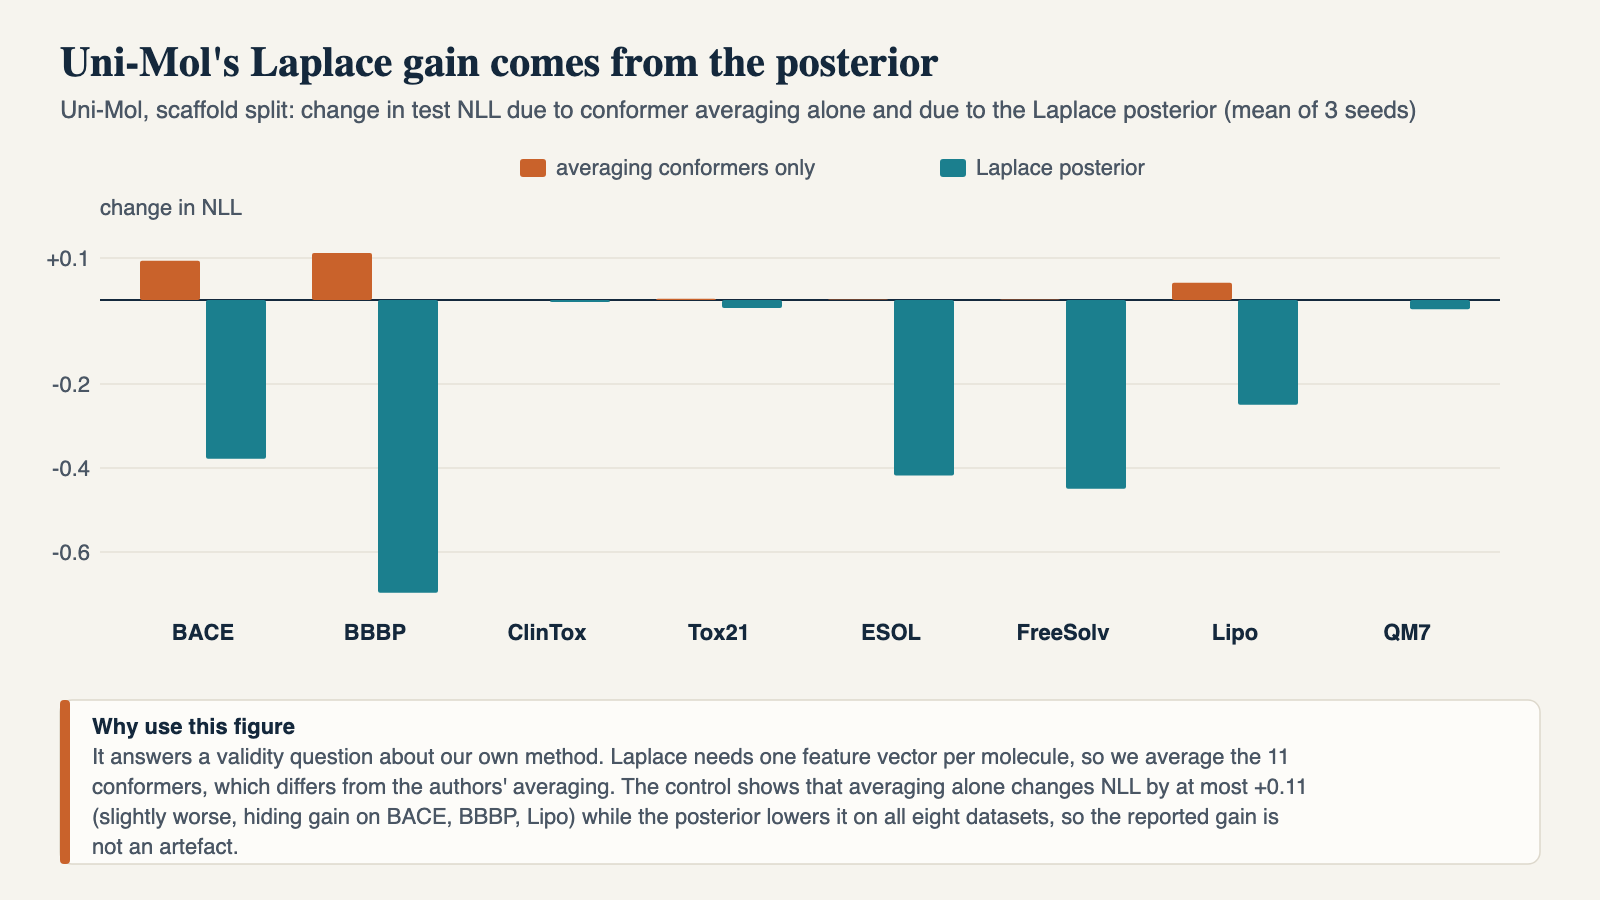 Uni-Mol's Laplace gain comes from the posterior
Uni-Mol, scaffold split: change in test NLL due to conformer averaging alone and due to the Laplace posterior (mean of 3 seeds)
averaging conformers only
Laplace posterior
change in NLL
+0.1
-0.2
-0.4
-0.6
BACE
BBBP
ClinTox
Tox21
ESOL
FreeSolv
Lipo
QM7
Why use this figure
It answers a validity question about our own method. Laplace needs one feature vector per molecule, so we average the 11
conformers, which differs from the authors' averaging. The control shows that averaging alone changes NLL by at most +0.11
(slightly worse, hiding gain on BACE, BBBP, Lipo) while the posterior lowers it on all eight datasets, so the reported gain is
not an artefact.